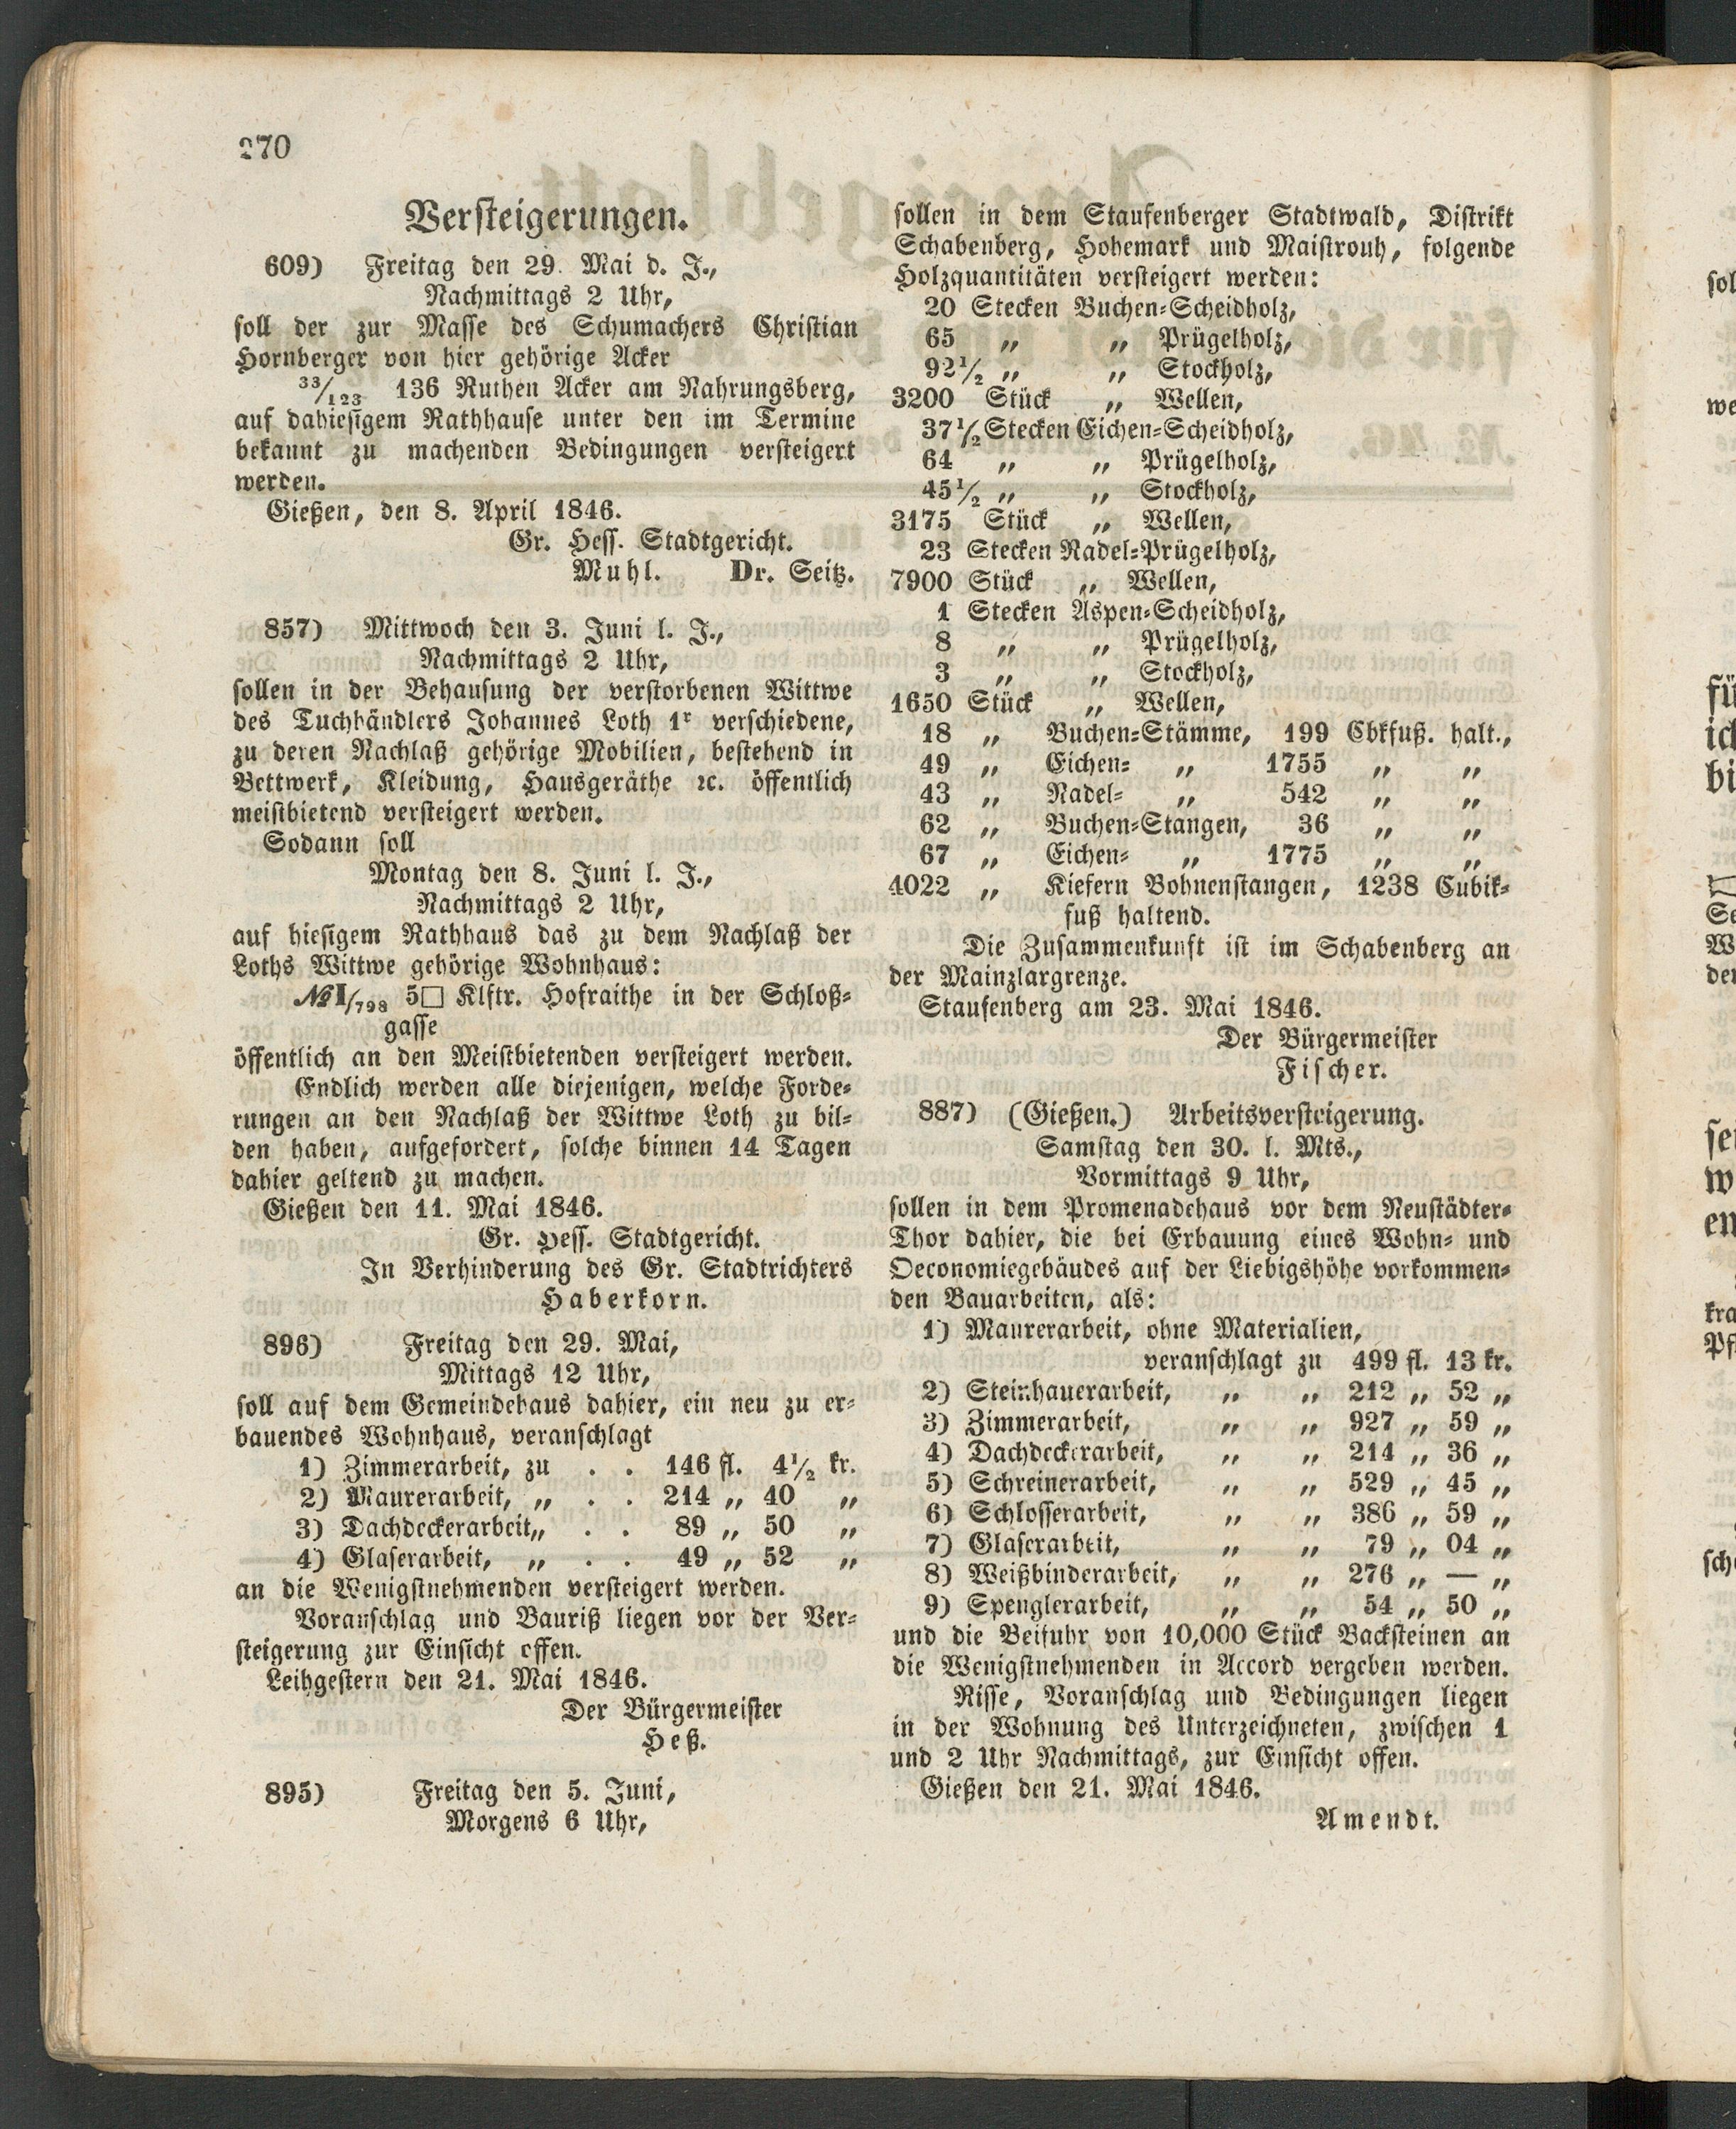 270
Versteigerungen.
609) Freitag den 29. Mai d. J.,
Nachmittags 2 Uhr,
soll der zur Masse des Schumachers Christian
Hornberger von hier gehörige Acker
33/123 136 Ruthen Acker am Nahrungsberg,
auf dahiesigem Rathhause unter den im Termine
bekannt zu machenden Bedingungen versteigert
werden.
Gießen, den 8. April 1846.
Gr. Hess. Stadtgericht.
Muhl. Dr. Seitz.
857) Mittwoch den 3. Juni l. J.,
Nachmittags 2 Uhr,
sollen in der Behausung der verstorbenen Wittwe
des Tuchhändlers Johannes Loth 1r verschiedene,
zu deren Nachlaß gehörige Mobilien, bestehend in
Bettwerk, Kleidung, Hausgeräthe ꝛc. öffentlich
meistbietend versteigert werden.
Sodann soll
Montag den 8. Juni l. J.,
Nachmittags 2 Uhr,
auf hiesigem Rathhaus das zu dem Nachlaß der
Loths Wittwe gehörige Wohnhaus:
№ I/798 5□ Klftr. Hofraithe in der Schloß-
gasse
öffentlich an den Meistbietenden versteigert werden.
Endlich werden alle diejenigen, welche Forde-
rungen an den Nachlaß der Wittwe Loth zu bil-
den haben, aufgefordert, solche binnen 14 Tagen
dahier geltend zu machen.
Gießen den 11. Mai 1846.
Gr. Hess. Stadtgericht.
In Verhinderung des Gr. Stadtrichters
Haberkorn.
896) Freitag den 29. Mai,
Mittags 12 Uhr,
soll auf dem Gemeindehaus dahier, ein neu zu er-
bauendes Wohnhaus, veranschlagt
1) Zimmerarbeit, zu . . 146 fl. 4½ kr.
2) Maurerarbeit, „ . . 214 „ 40 „
3) Dachdeckerarbeit„ . . 89 „ 50 „
4) Glaserarbeit, „ . . 49 „ 52 „
an die Wenigstnehmenden versteigert werden.
Voranschlag und Bauriß liegen vor der Ver-
steigerung zur Einsicht offen.
Leihgestern den 21. Mai 1846.
Der Bürgermeister
Heß.
895) Freitag den 5. Juni,
Morgens 6 Uhr,
sollen in dem Staufenberger Stadtwald, Distrikt
Schabenberg, Hohemark und Maistrouh, folgende
Holzquantitäten versteigert werden:
20 Stecken Buchen-Scheidholz,
65 „ „ Prügelholz,
92½ „ „ Stockholz,
3200 Stück „ Wellen,
37½ Stecken Eichen-Scheidholz,
64 „ „ Prügelholz,
45½ „ „ Stockholz,
3175 Stück „ Wellen,
23 Stecken Nadel-Prügelholz,
7900 Stück „ Wellen,
1 Stecken Aspen-Scheidholz,
8 „ „ Prügelholz,
3 „ „ Stockholz,
1650 Stück „ Wellen,
18 „ Buchen-Stämme, 199 Cbkfuß. halt.,
49 „ Eichen- „ 1755 „ „
43 „ Nadel- „ 542 „ „
62 „ Buchen-Stangen, 36 „ „
67 „ Eichen- „ 1775 „ „
4022 „ Kiefern Bohnenstangen, 1238 Cubik-
fuß haltend.
Die Zusammenkunft ist im Schabenberg an
der Mainzlargrenze.
Staufenberg am 23. Mai 1846.
Der Bürgermeister
Fischer.
887) (Gießen.) Arbeitsversteigerung.
Samstag den 30. l. Mts.,
Vormittags 9 Uhr,
sollen in dem Promenadehaus vor dem Neustädter-
Thor dahier, die bei Erbauung eines Wohn- und
Oeconomiegebäudes auf der Liebigshöhe vorkommen-
den Bauarbeiten, als:
1) Maurerarbeit, ohne Materialien,
veranschlagt zu 499 fl. 13 kr.
2) Steinhauerarbeit, „ „ 212 „ 52 „
3) Zimmerarbeit, „ „ 927 „ 59 „
4) Dachdeckerarbeit, „ „ 214 „ 36 „
5) Schreinerarbeit, „ „ 529 „ 45 „
6) Schlosserarbeit, „ „ 386 „ 59 „
7) Glaserarbeit, „ „ 79 „ 04 „
8) Weißbinderarbeit, „ „ 276 „ — „
9) Spenglerarbeit, „ „ 54 „ 50 „
und die Beifuhr von 10,000 Stück Backsteinen an
die Wenigstnehmenden in Accord vergeben werden.
Risse, Voranschlag und Bedingungen liegen
in der Wohnung des Unterzeichneten, zwischen 1
und 2 Uhr Nachmittags, zur Einsicht offen.
Gießen den 21. Mai 1846.
Amendt.